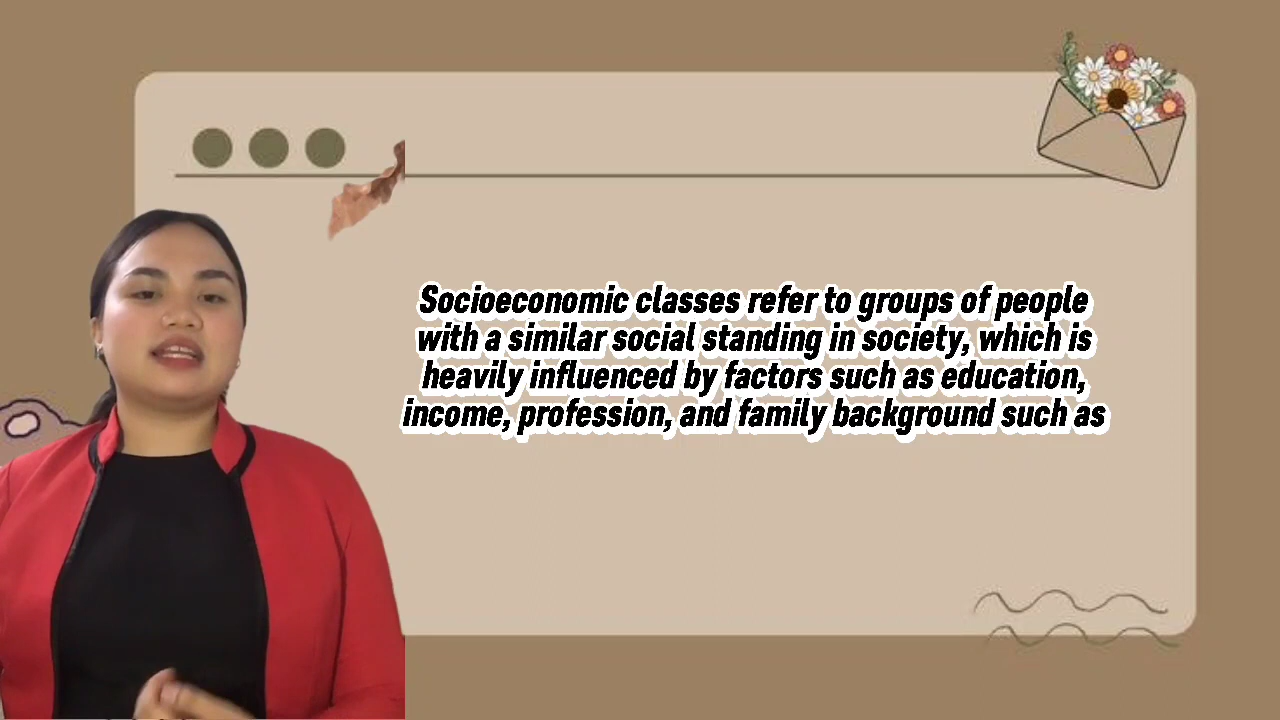 Socioeconomic classes refer to groups of people
with a similar social standing in society, which is
heavily influenced by factors such as education,
income, profession, and family background such as